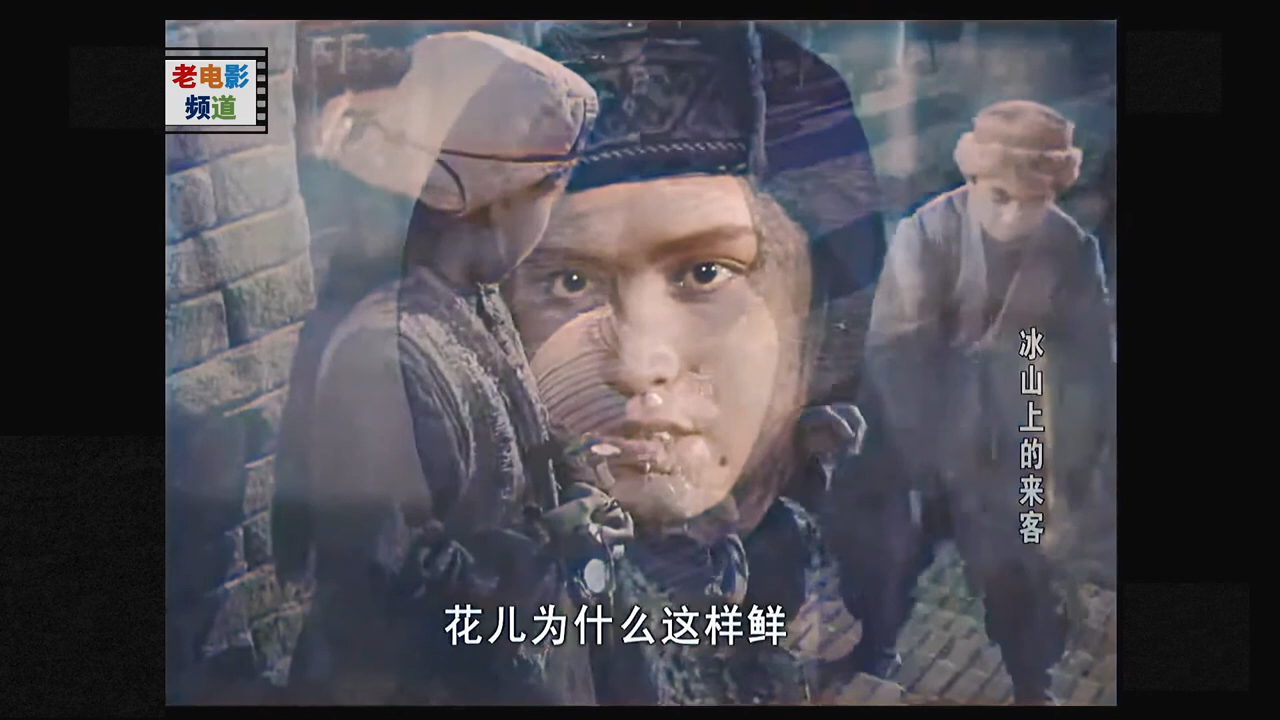 老电影
频道
冰山上的来客
花儿为什么这样鲜